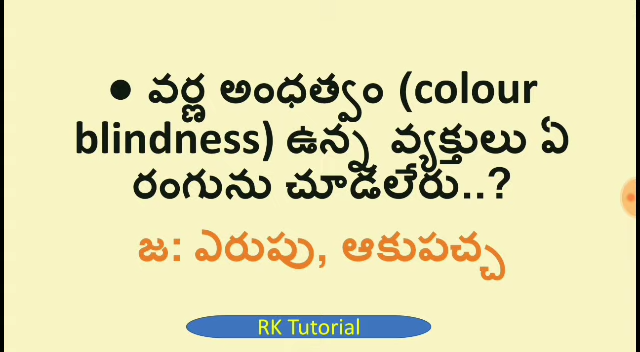 ● వర్ణ అంధత్వం (colour
blindness) ఉన్న వ్యక్తులు ఏ
రంగును చూడలేరు..?
జ: ఎరుపు, ఆకుపచ్చ
RK Tutorial